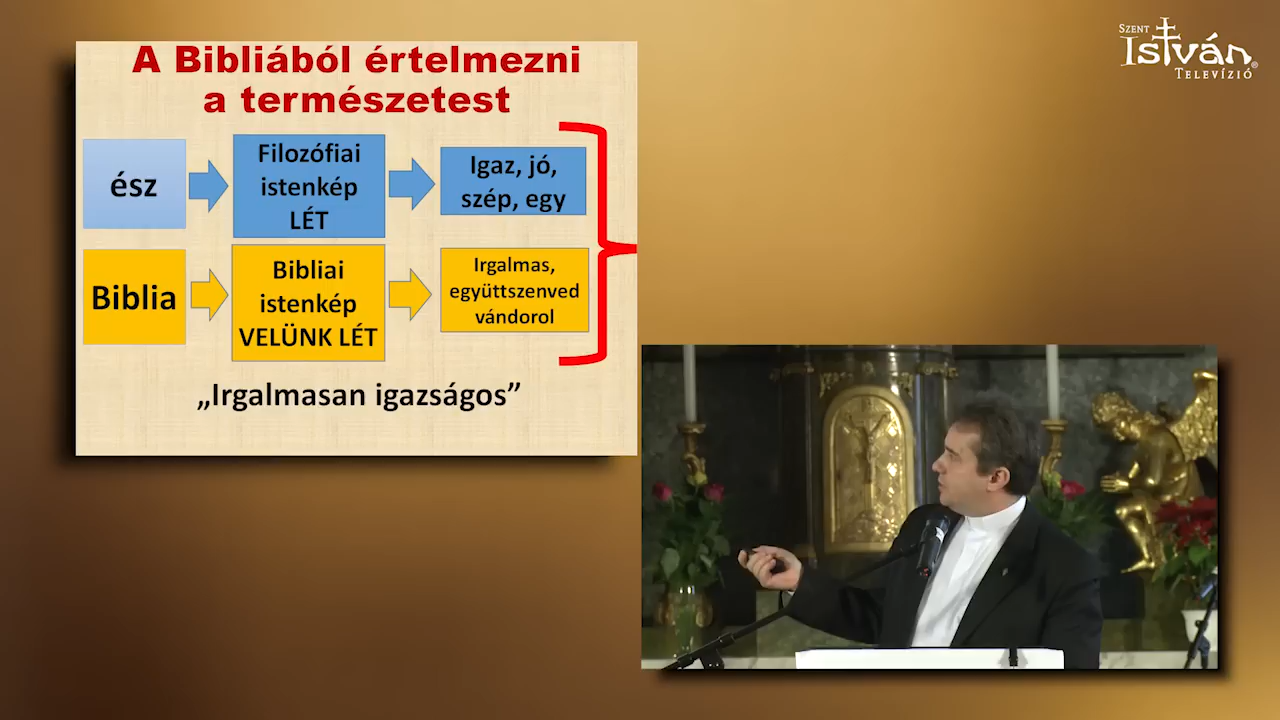 A Bibliából értelmezni
a természetest
ész
Filozófiai
istenkép
LÉT
Igaz, jó,
szép, egy
Biblia
Bibliai
istenkép
VELÜNK LÉT
Irgalmas,
együttszenved
vándorol
„Irgalmasan igazságos”
SZENT
ISTVÁN
TELEVÍZIÓ